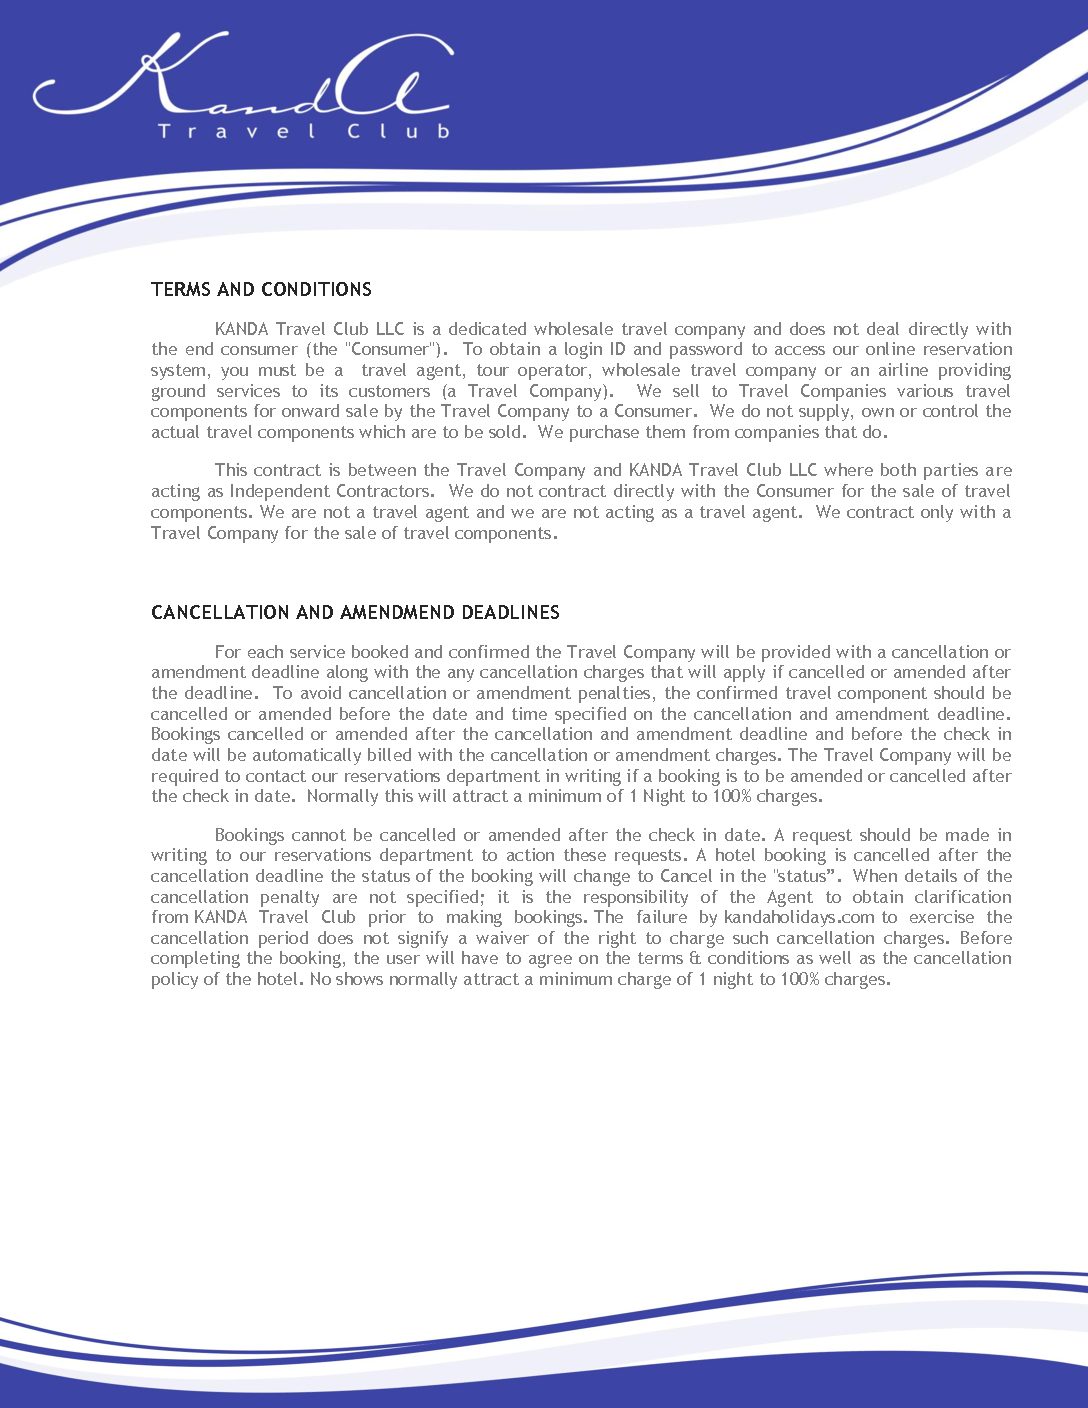 KandA
Travel Club
TERMS AND CONDITIONS
KANDA Travel Club LLC is a dedicated wholesale travel company and does not deal directly with
the end consumer (the "Consumer"). To obtain a login ID and password to access our online reservation
system, you must be a travel agent, tour operator, wholesale travel company or an airline providing
ground services to its customers (a Travel Company). We sell to Travel Companies various travel
components for onward sale by the Travel Company to a Consumer. We do not supply, own or control the
actual travel components which are to be sold. We purchase them from companies that do.
This contract is between the Travel Company and KANDA Travel Club LLC where both parties are
acting as Independent Contractors. We do not contract directly with the Consumer for the sale of travel
components. We are not a travel agent and we are not acting as a travel agent. We contract only with a
Travel Company for the sale of travel components.
CANCELLATION AND AMENDMEND DEADLINES
For each service booked and confirmed the Travel Company will be provided with a cancellation or
amendment deadline along with the any cancellation charges that will apply if cancelled or amended after
the deadline. To avoid cancellation or amendment penalties, the confirmed travel component should be
cancelled or amended before the date and time specified on the cancellation and amendment deadline.
Bookings cancelled or amended after the cancellation and amendment deadline and before the check in
date will be automatically billed with the cancellation or amendment charges. The Travel Company will be
required to contact our reservations department in writing if a booking is to be amended or cancelled after
the check in date. Normally this will attract a minimum of 1 Night to 100% charges.
Bookings cannot be cancelled or amended after the check in date. A request should be made in
writing to our reservations department to action these requests. A hotel booking is cancelled after the
cancellation deadline the status of the booking will change to Cancel in the "status”. When details of the
cancellation penalty are not specified; it is the responsibility of the Agent to obtain clarification
from KANDA Travel Club prior to making bookings. The failure by kandaholidays.com to exercise the
cancellation period does not signify a waiver of the right to charge such cancellation charges. Before
completing the booking, the user will have to agree on the terms & conditions as well as the cancellation
policy of the hotel. No shows normally attract a minimum charge of 1 night to 100% charges.